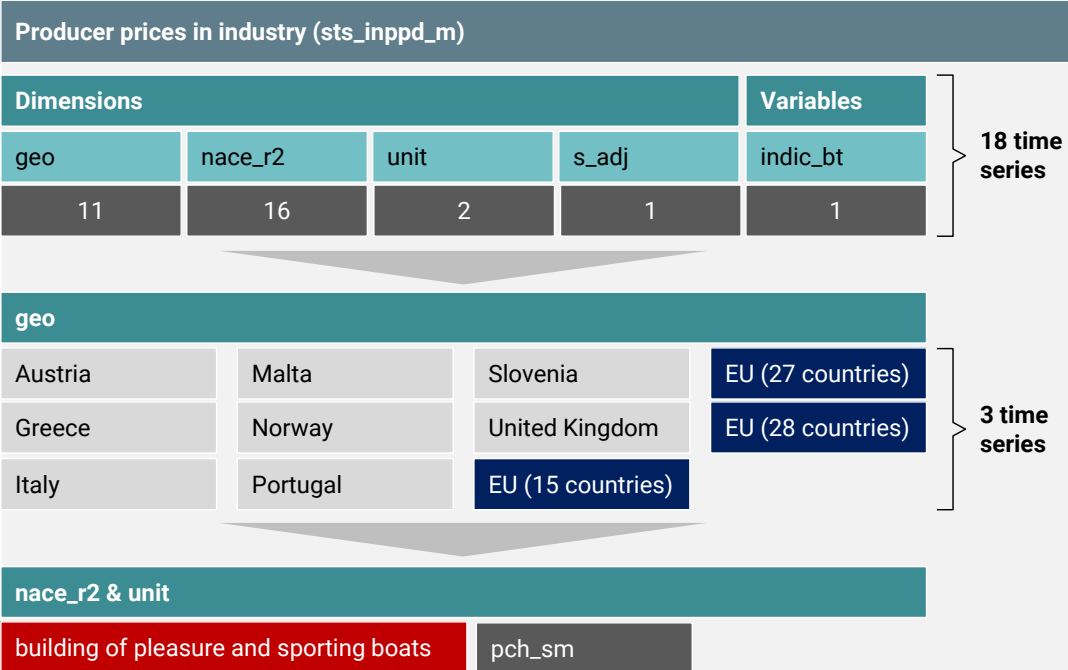 Producer prices in industry (sts_inppd_m)
Dimensions Variables
geo nace_r2 unit s_adj indic_bt
11 16 2 1 1
18 time
series
geo
Austria Malta Slovenia EU (27 countries)
Greece Norway United Kingdom EU (28 countries)
Italy Portugal EU (15 countries)
3 time
series
nace_r2 & unit
building of pleasure and sporting boats pch_sm